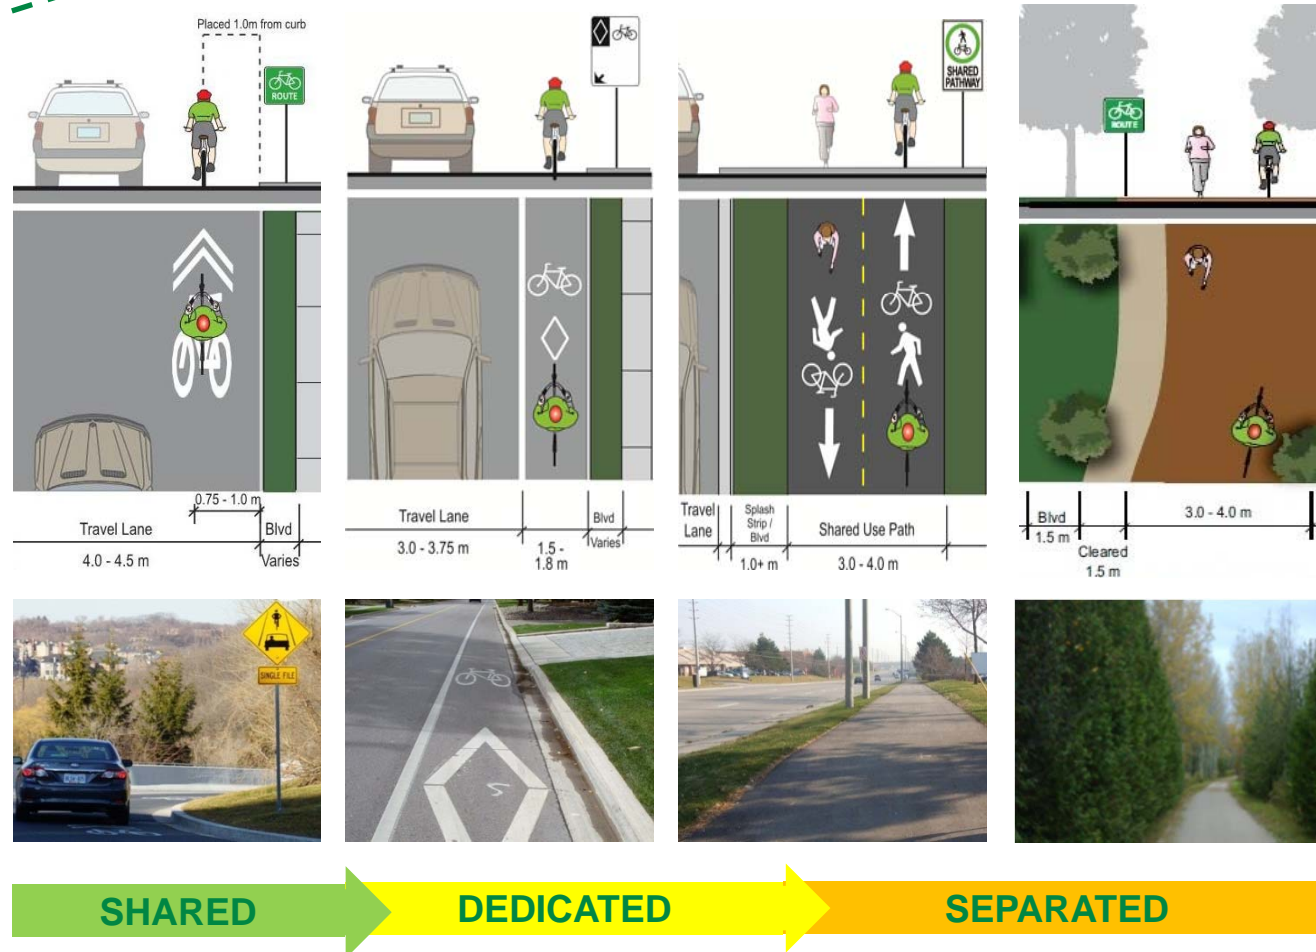 Placed 1.0m from curb
ROUTE
0.75 - 1.0 m
Travel Lane
Blvd
4.0 - 4.5 m
Varies
Travel Lane
Blvd
3.0 - 3.75 m
1.5 -
1.8 m
Varies
SHARED
PATHWAY
Travel
Lane
Splash
Strip /
Blvd
Shared Use Path
1.0+ m
3.0 - 4.0 m
ROUTE
Blvd
1.5 m
Cleared
1.5 m
3.0 - 4.0 m
SINGLE FILE
SHARED
DEDICATED
SEPARATED